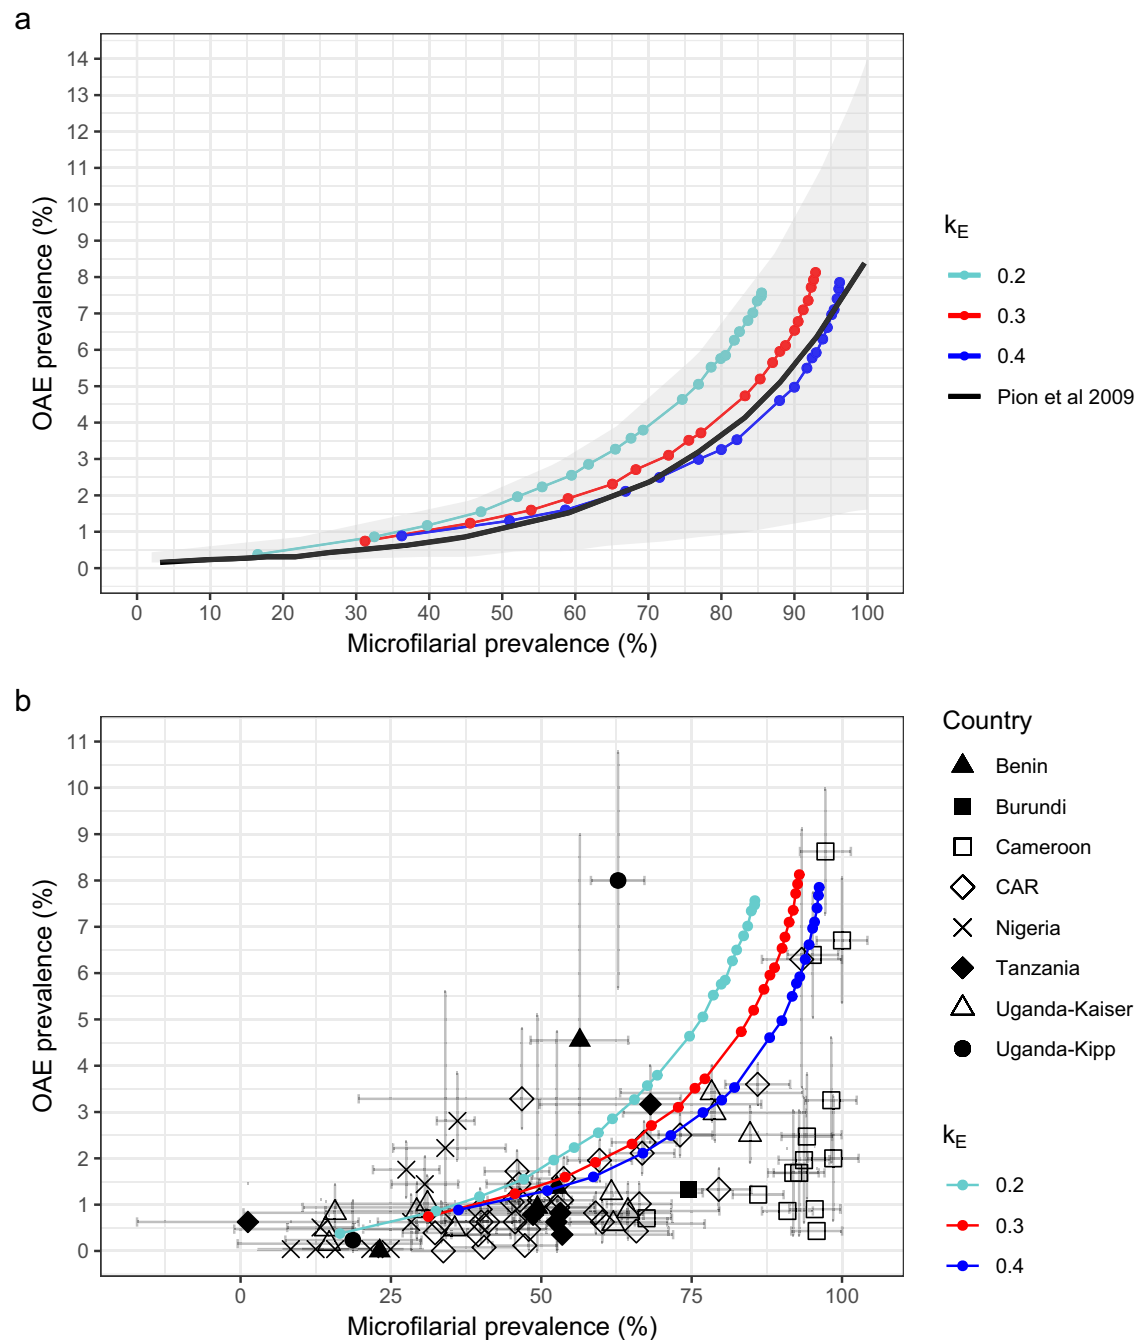 a
14
13
12
11
10
9
8
7
6
5
4
3
2
1
0
OAE prevalence (%)
0 10 20 30 40 50 60 70 80 90 100
Microfilarial prevalence (%)
kE
0.2
0.3
0.4
Pion et al 2009
b
11
10
9
8
7
6
5
4
3
2
1
0
OAE prevalence (%)
0 25 50 75 100
Microfilarial prevalence (%)
Country
Benin
Burundi
Cameroon
CAR
Nigeria
Tanzania
Uganda-Kaiser
Uganda-Kipp
kE
0.2
0.3
0.4